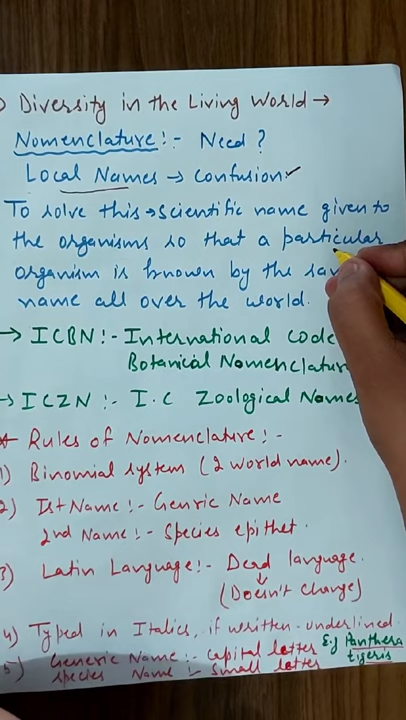 Diversity in the Living World →
Nomenclature :- Need ?
Local Names → Confusion ✓
To solve this → Scientific name given to
the organisms so that a particular
organism is known by the
name all over the world.
→ ICBN :- International Code
Botanical Nomenclature
→ ICZN :- I.C Zoological Nomen
* Rules of Nomenclature :-
1) Binomial system (2 world name).
2) Ist Name :- Genric Name
2nd Name :- Species epithet.
3) Latin Language :- Dead language.
↓
(Doesn't Change)
4) Typed in Italics, if written - underlined.
5) Generic Name :- Capital letter E.g Panthera
species Name :- Small letter tigeris